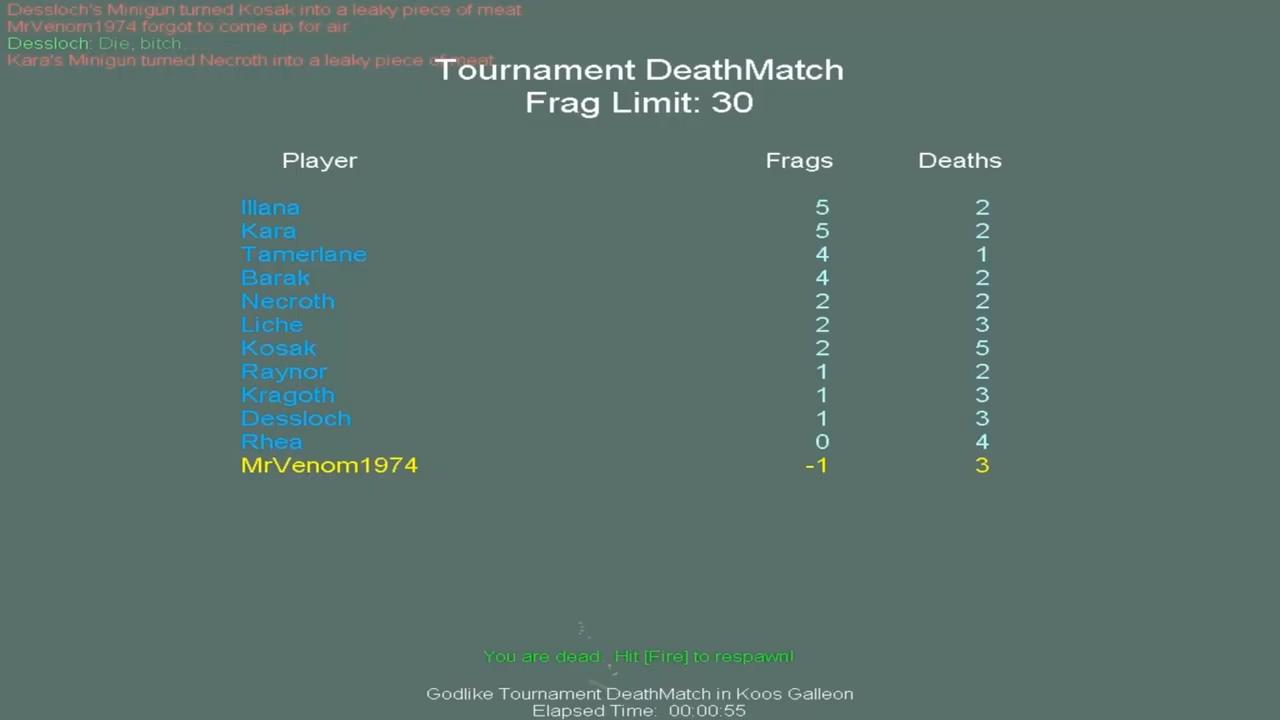 Dessloch's Minigun turned Kosak into a leaky piece of meat
MrVenom1974 forgot to come up for air
Dessloch: Die, bitch.
Kara's Minigun turned Necroth into a leaky piece of meat
Tournament DeathMatch
Frag Limit: 30
Player Frags Deaths
Illana 5 2
Kara 5 2
Tamerlane 4 1
Barak 4 2
Necroth 2 2
Liche 2 3
Kosak 2 5
Raynor 1 2
Kragoth 1 3
Dessloch 1 3
Rhea 0 4
MrVenom1974 -1 3
You are dead. Hit [Fire] to respawn!
Godlike Tournament DeathMatch in Koos Galleon
Elapsed Time: 00:00:55